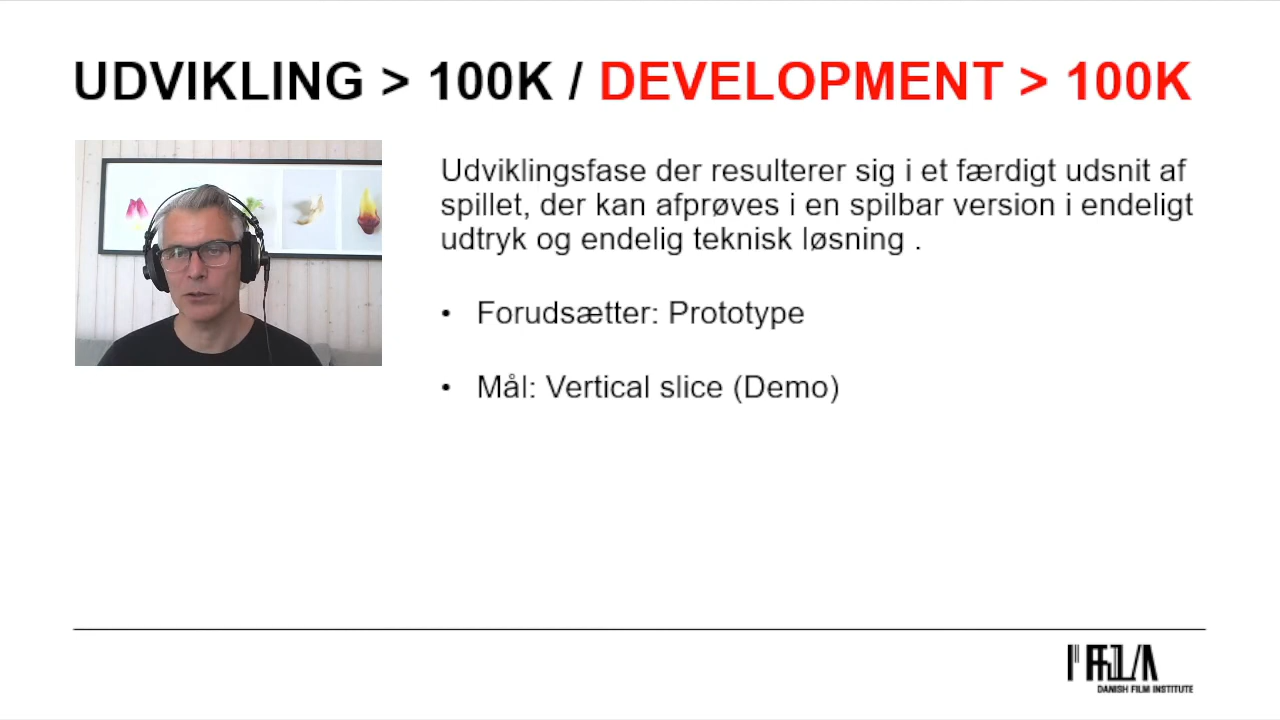 UDVIKLING > 100K / DEVELOPMENT > 100K
Udviklingsfase der resulterer sig i et færdigt udsnit af
spillet, der kan afprøves i en spilbar version i endeligt
udtryk og endelig teknisk løsning .
• Forudsætter: Prototype
• Mål: Vertical slice (Demo)
DANISH FILM INSTITUTE